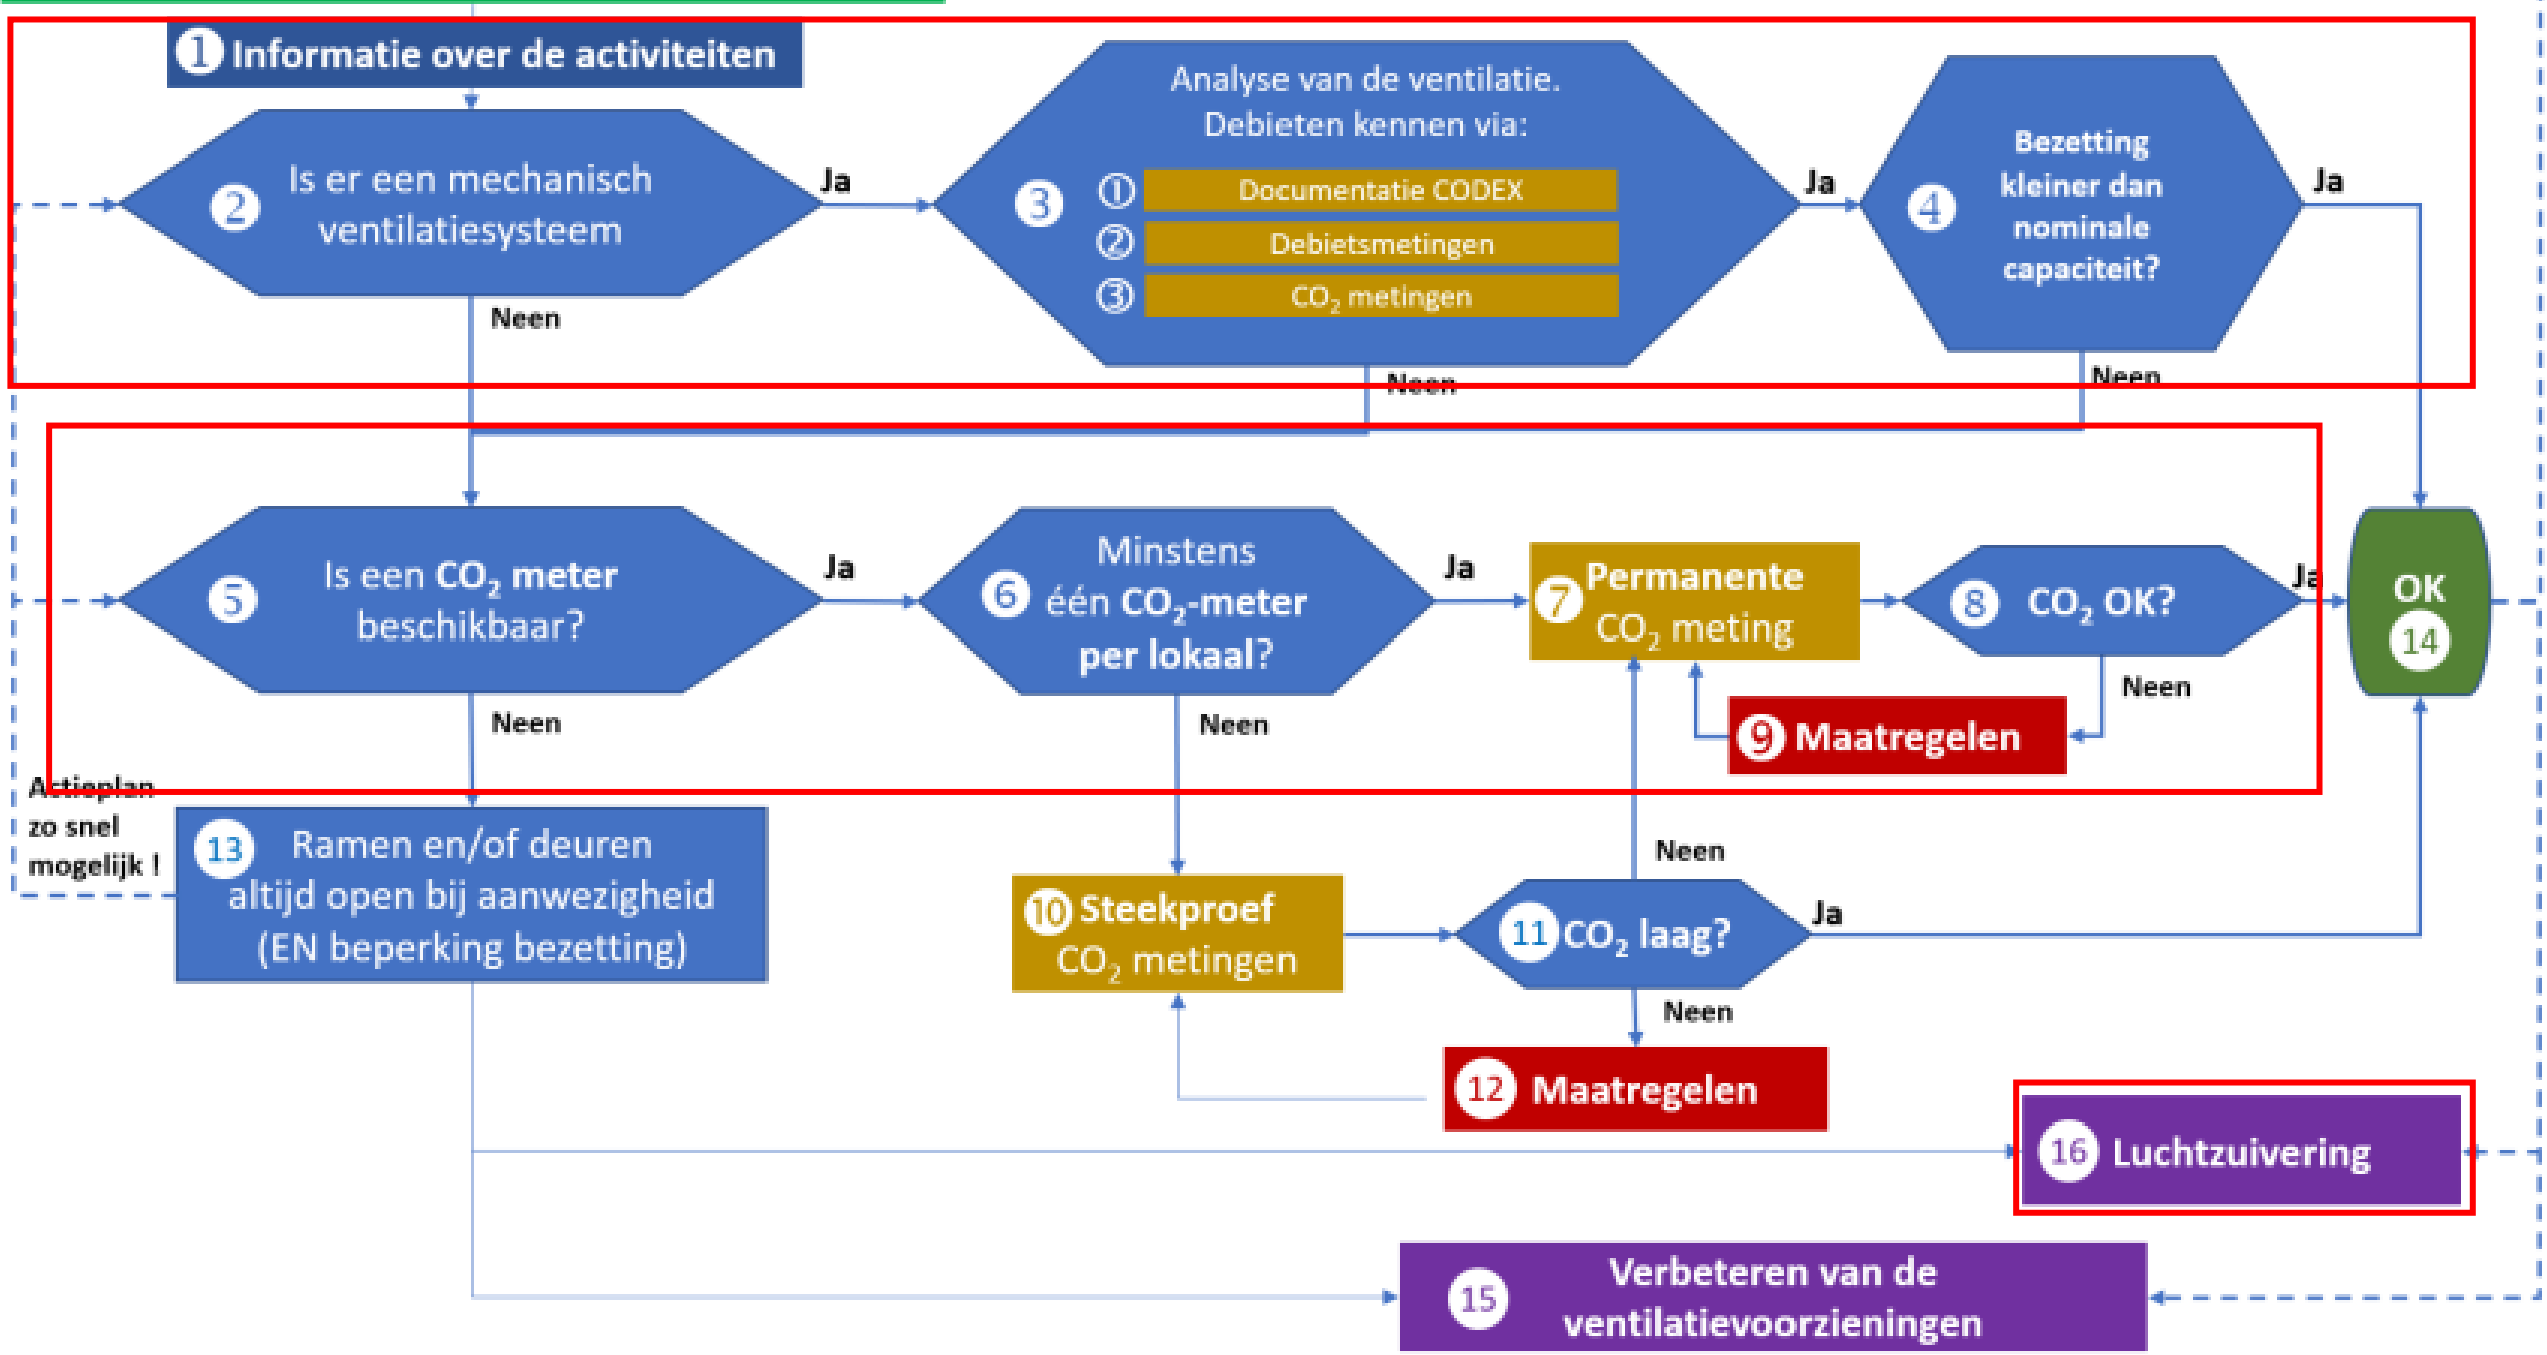 1 Informatie over de activiteiten
2 Is er een mechanisch
ventilatiesysteem
Ja
Neen
Analyse van de ventilatie.
Debieten kennen via:
3
① Documentatie CODEX
② Debietsmetingen
③ CO₂ metingen
Ja
Neen
4 Bezetting
kleiner dan
nominale
capaciteit?
Ja
Neen
5 Is een CO₂ meter
beschikbaar?
Ja
Neen
6 Minstens
één CO₂-meter
per lokaal?
Ja
Neen
7 Permanente
CO₂ meting
8 CO₂ OK?
Ja
Neen
9 Maatregelen
OK
14
Actieplan
zo snel
mogelijk !
13 Ramen en/of deuren
altijd open bij aanwezigheid
(EN beperking bezetting)
10 Steekproef
CO₂ metingen
Neen
11 CO₂ laag?
Ja
Neen
12 Maatregelen
16 Luchtzuivering
15 Verbeteren van de
ventilatievoorzieningen